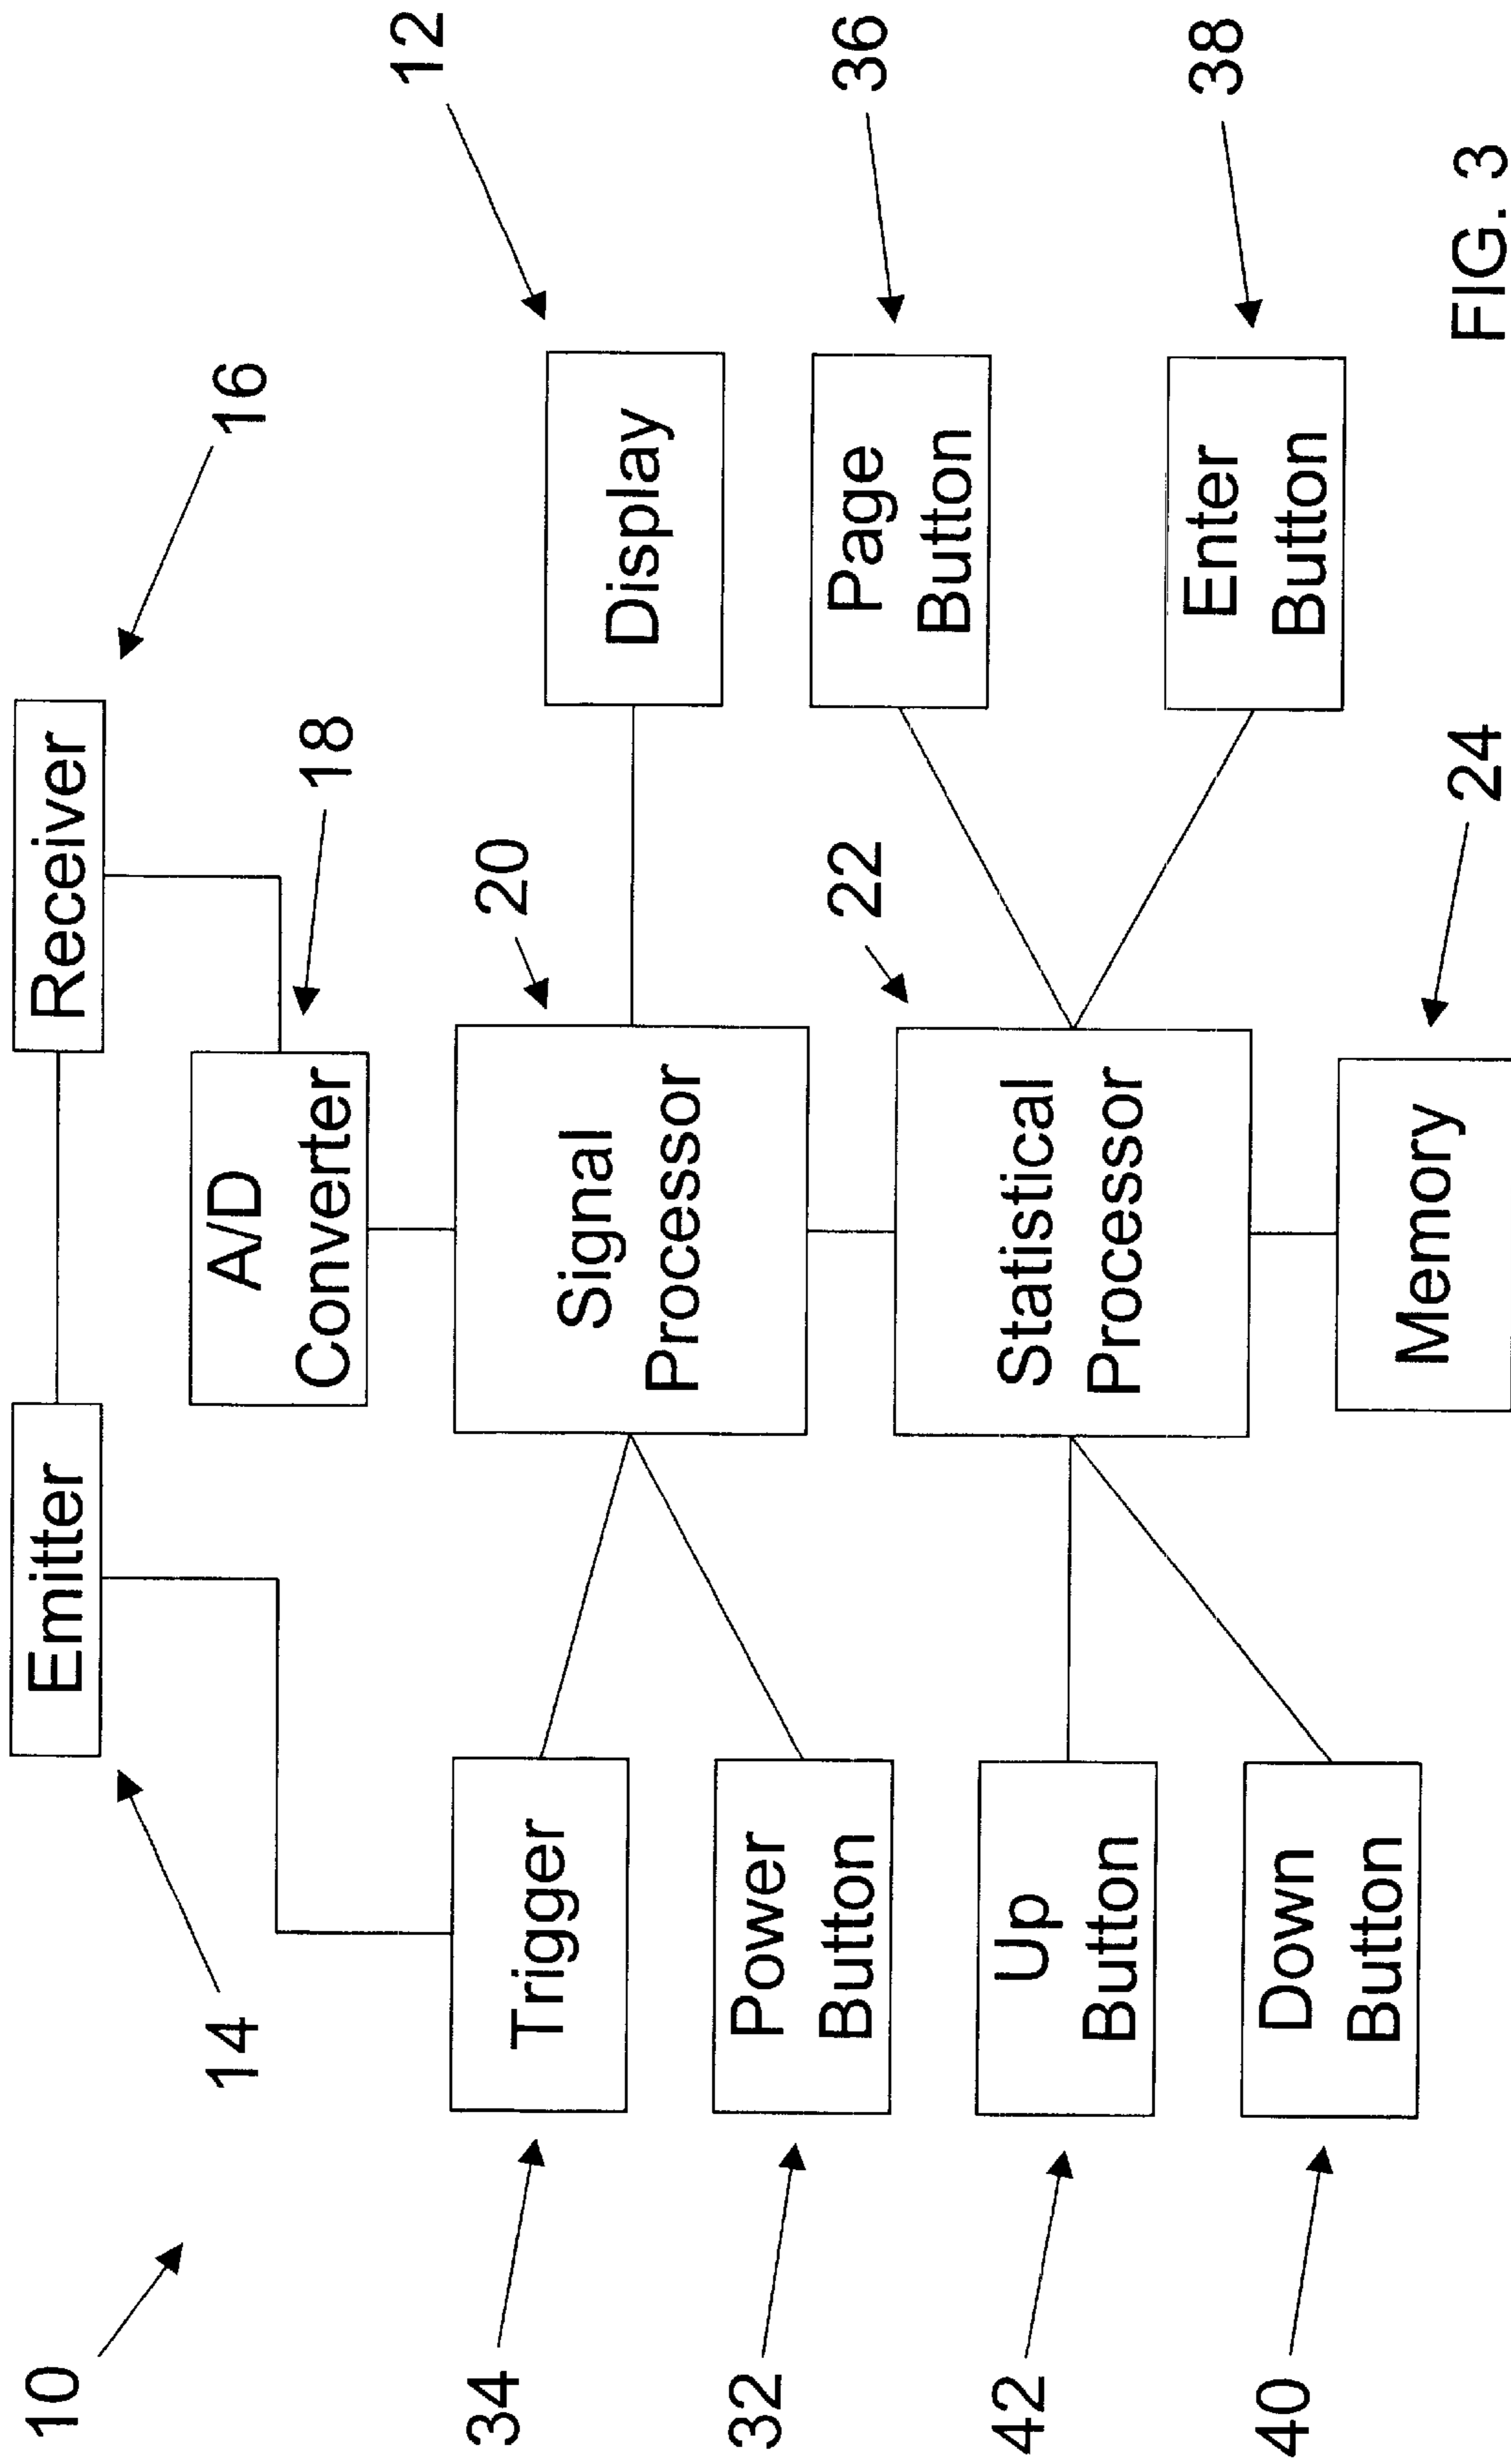 10
14
Emitter
Receiver
16
A/D
Converter
18
12
34
Trigger
Signal
Processor
20
Display
32
Power
Button
Page
Button
36
42
Up
Button
Statistical
Processor
22
40
Down
Button
Enter
Button
38
Memory
24
FIG. 3